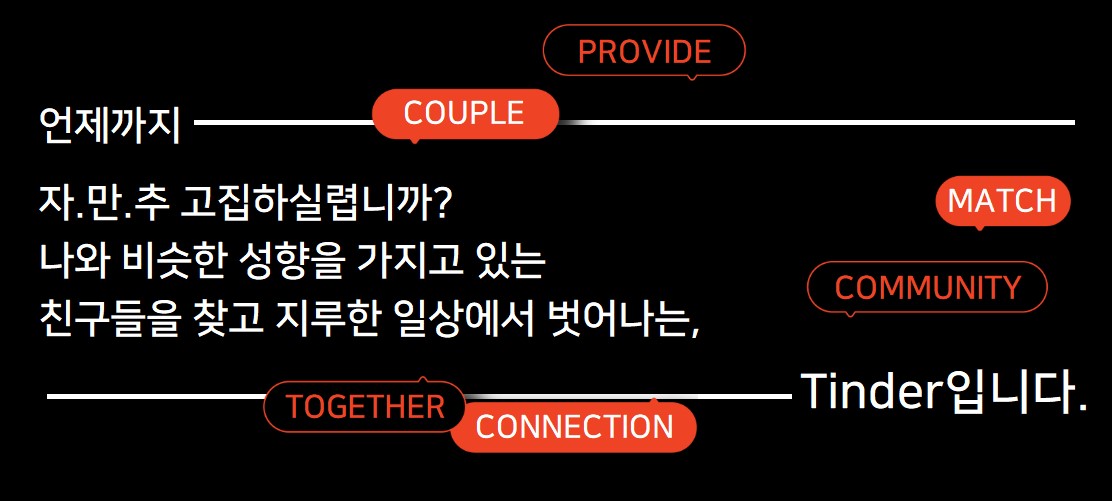 PROVIDE
언제까지
COUPLE
자.만.추 고집하실렵니까?
MATCH
나와 비슷한 성향을 가지고 있는
COMMUNITY
친구들을 찾고 지루한 일상에서 벗어나는,
Tinder입니다.
TOGETHER
CONNECTION